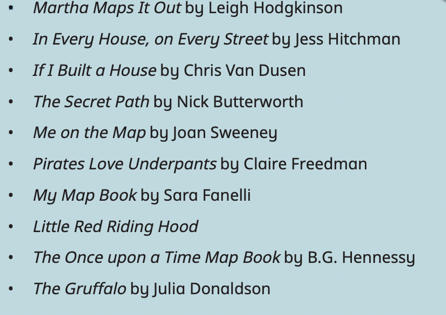 • Martha Maps It Out by Leigh Hodgkinson
• In Every House, on Every Street by Jess Hitchman
• If I Built a House by Chris Van Dusen
• The Secret Path by Nick Butterworth
• Me on the Map by Joan Sweeney
• Pirates Love Underpants by Claire Freedman
• My Map Book by Sara Fanelli
• Little Red Riding Hood
• The Once upon a Time Map Book by B.G. Hennessy
• The Gruffalo by Julia Donaldson